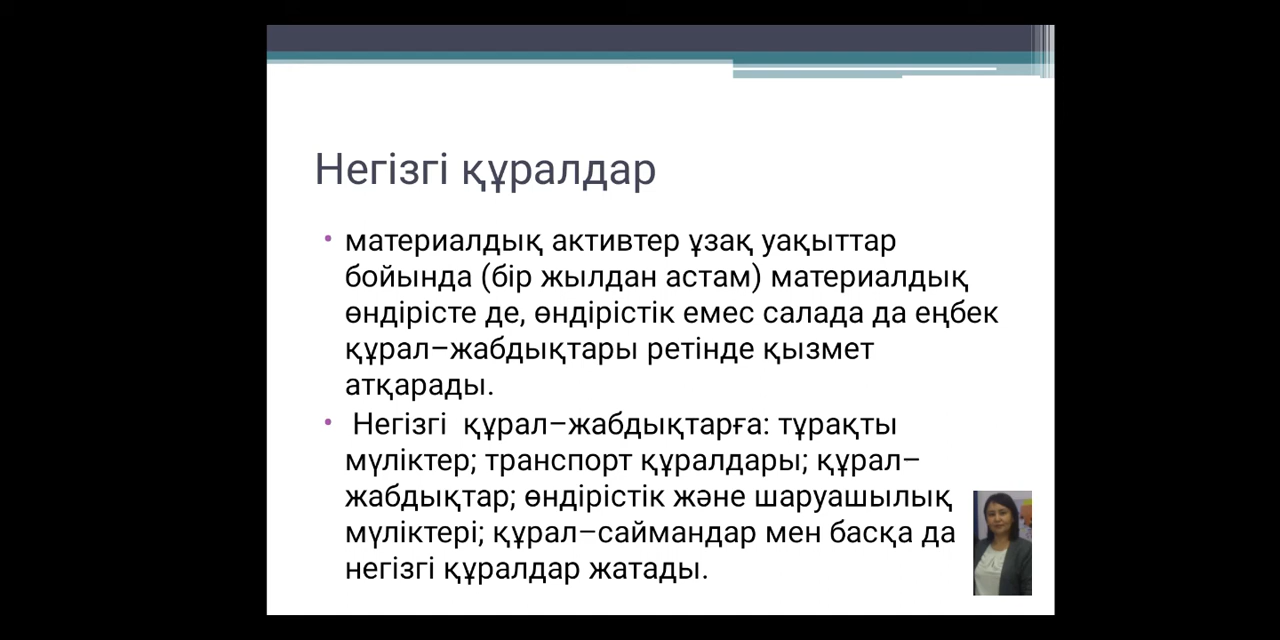 Негізгі құралдар
• материалдық активтер ұзақ уақыттар
бойында (бір жылдан астам) материалдық
өндірісте де, өндірістік емес салада да еңбек
құрал–жабдықтары ретінде қызмет
атқарады.
• Негізгі құрал–жабдықтарға: тұрақты
мүліктер; транспорт құралдары; құрал–
жабдықтар; өндірістік және шаруашылық
мүліктері; құрал–саймандар мен басқа да
негізгі құралдар жатады.